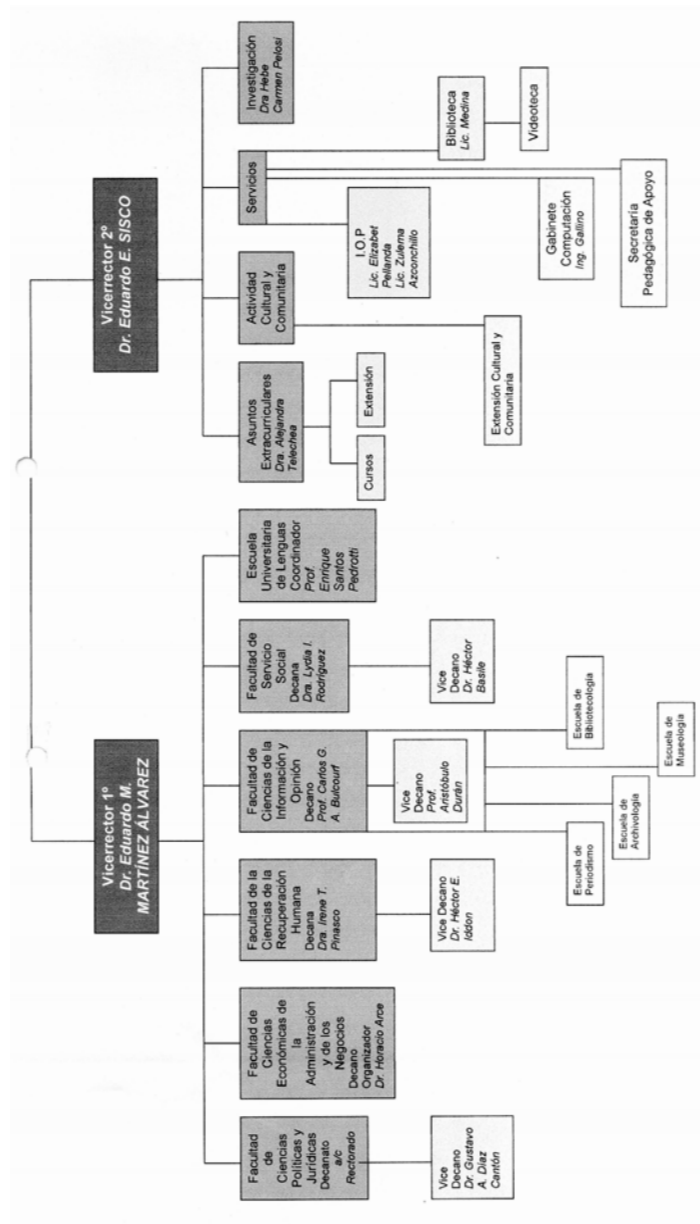 Vicerrector 1º
Dr. Eduardo M.
MARTÍNEZ ÁLVAREZ
Vicerrector 2º
Dr. Eduardo E. SISCO
Facultad
de
Ciencias
Políticas y
Jurídicas
Decanato
a/c
Rectorado
Vice
Decano
Dr. Gustavo
A. Díaz
Cantón
Facultad de
Ciencias
Económicas de
la
Administración
y de los
Negocios
Decano
Organizador
Dr. Horacio Arce
Facultad de la
Ciencias de la
Recuperación
Humana
Decana
Dra. Irene T.
Pinasco
Vice Decano
Dr. Héctor E.
Iddon
Facultad de
Ciencias de la
Información y
Opinión
Decano
Prof. Carlos G.
A. Bulcourf
Vice
Decano
Prof.
Aristóbulo
Durán
Escuela de
Periodismo
Escuela de
Archivología
Escuela de
Museología
Escuela de
Bibliotecología
Facultad de
Servicio
Social
Decana
Dra. Lydia I.
Rodríguez
Vice
Decano
Dr. Héctor
Basile
Escuela
Universitaria
de Lenguas
Coordinador
Prof.
Enrique
Santos
Pedrotti
Asuntos
Extracurriculares
Dra. Alejandra
Telechea
Cursos
Extensión
Actividad
Cultural y
Comunitaria
Extensión Cultural y
Comunitaria
Servicios
I.O.P
Lic. Elizabet
Pellanda
Lic. Zulema
Azconchillo
Gabinete
Computación
Ing. Gallino
Secretaría
Pedagógica de Apoyo
Biblioteca
Lic. Medina
Videoteca
Investigación
Dra Hebe
Carmen Pelosi